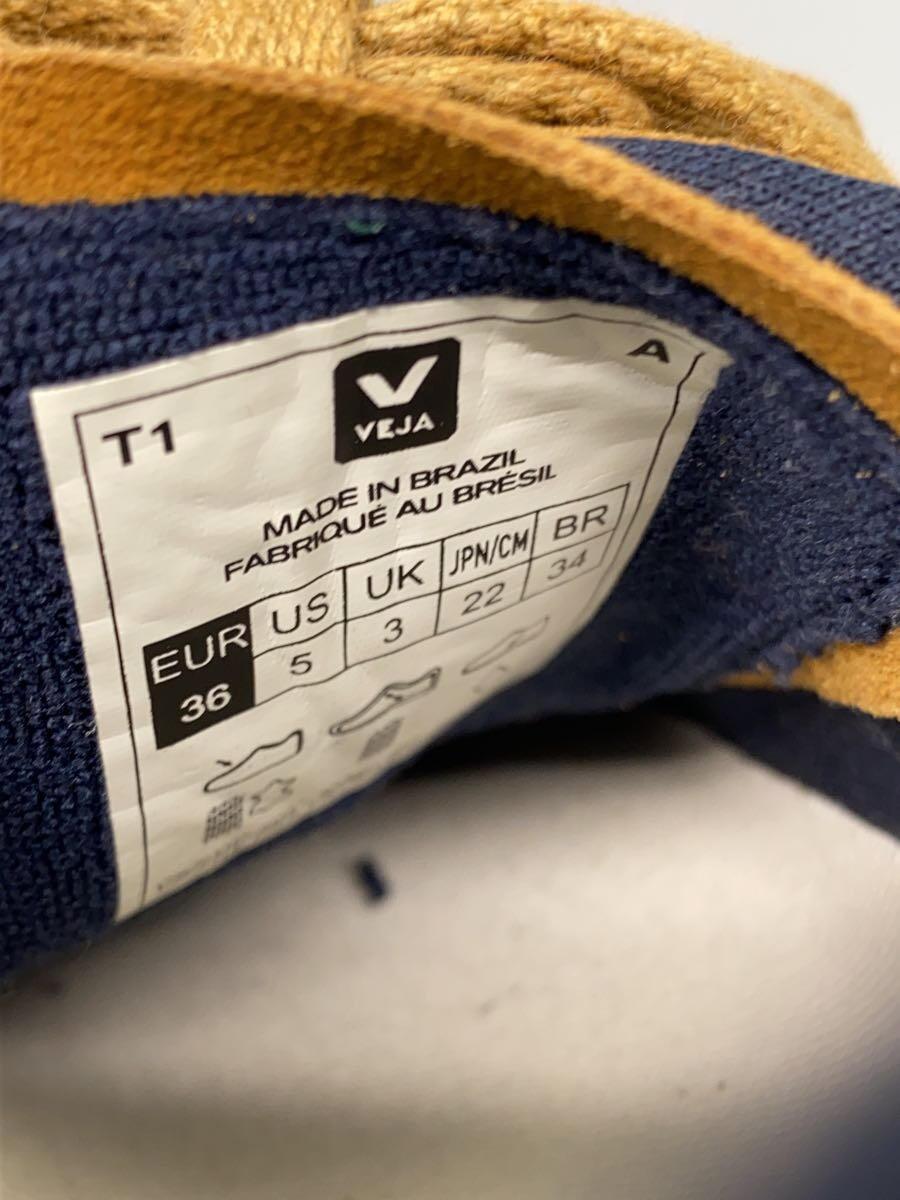 T1
A
V
VEJA
MADE IN BRAZIL
FABRIQUÉ AU BRÉSIL
EUR US UK JPN/CM BR
36 5 3 22 34